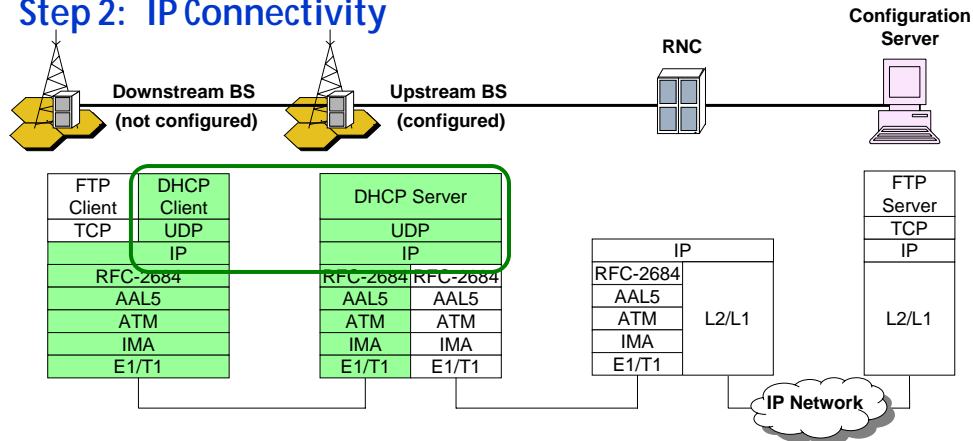 Step 2: IP Connectivity
Configuration
Server
RNC
Downstream BS
(not configured)
Upstream BS
(configured)
FTP
Client
DHCP
Client
TCP
UDP
IP
RFC-2684
AAL5
ATM
IMA
E1/T1
DHCP Server
UDP
IP
RFC-2684 RFC-2684
AAL5 AAL5
ATM ATM
IMA IMA
E1/T1 E1/T1
IP
RFC-2684
AAL5
ATM
IMA
E1/T1
L2/L1
FTP
Server
TCP
IP
L2/L1
IP Network